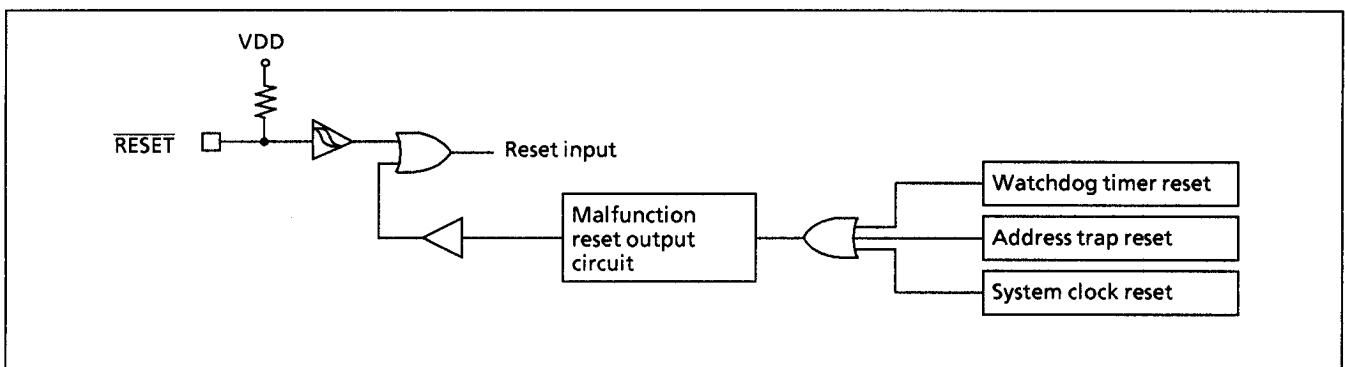 VDD
RESET
Reset input
Malfunction
reset output
circuit
Watchdog timer reset
Address trap reset
System clock reset